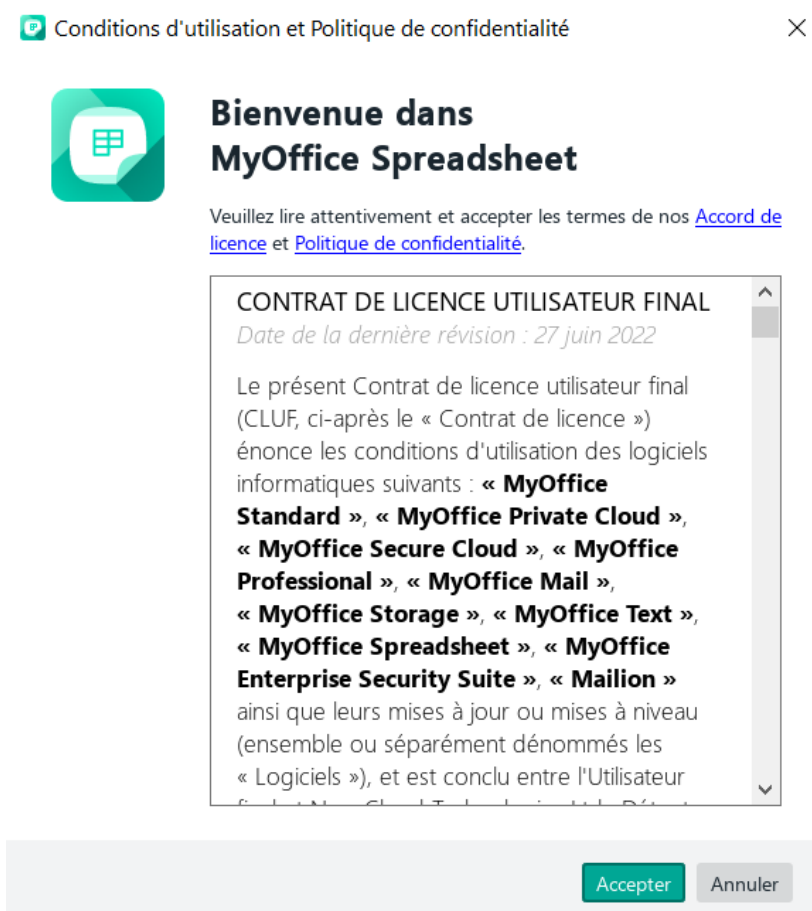 Conditions d'utilisation et Politique de confidentialité
Bienvenue dans
MyOffice Spreadsheet
Veuillez lire attentivement et accepter les termes de nos Accord de
licence et Politique de confidentialité.
CONTRAT DE LICENCE UTILISATEUR FINAL
Date de la dernière révision : 27 juin 2022
Le présent Contrat de licence utilisateur final
(CLUF, ci-après le « Contrat de licence »)
énonce les conditions d'utilisation des logiciels
informatiques suivants : « MyOffice
Standard », « MyOffice Private Cloud »,
« MyOffice Secure Cloud », « MyOffice
Professional », « MyOffice Mail »,
« MyOffice Storage », « MyOffice Text »,
« MyOffice Spreadsheet », « MyOffice
Enterprise Security Suite », « Mailion »
ainsi que leurs mises à jour ou mises à niveau
(ensemble ou séparément dénommés les
« Logiciels »), et est conclu entre l'Utilisateur
Accepter
Annuler